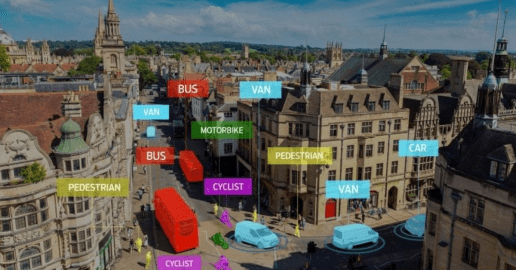 BUS
VAN
VAN
MOTORBIKE
CAR
BUS
PEDESTRIAN
PEDESTRIAN
CYCLIST
VAN
CYCLIST